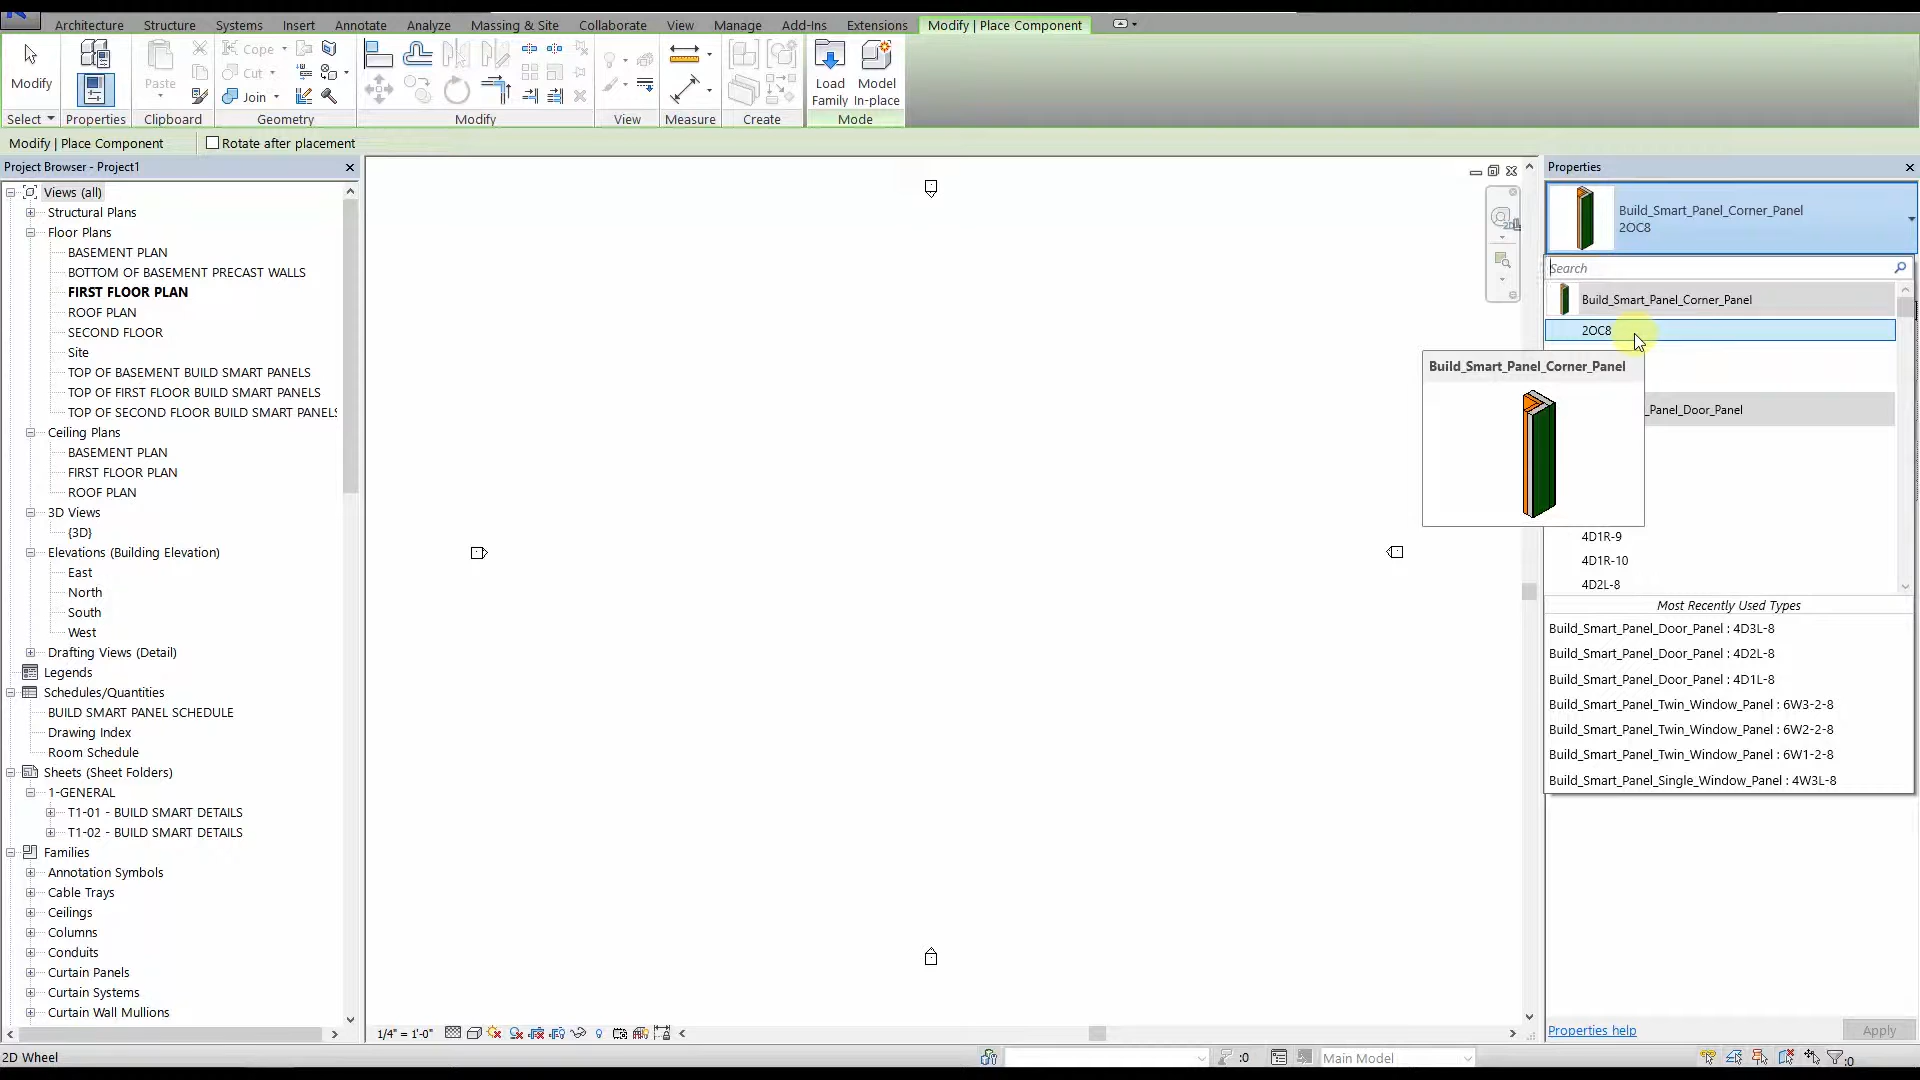 Architecture Structure Systems Insert Annotate Analyze Massing & Site Collaborate View Manage Add-Ins Extensions Modify | Place Component
Modify
Paste
Cope
Cut
Join
Load Family
Model In-place
Select Properties Clipboard Geometry Modify View Measure Create Mode
Modify | Place Component Rotate after placement
Project Browser - Project1
Views (all)
Structural Plans
Floor Plans
BASEMENT PLAN
BOTTOM OF BASEMENT PRECAST WALLS
FIRST FLOOR PLAN
ROOF PLAN
SECOND FLOOR
Site
TOP OF BASEMENT BUILD SMART PANELS
TOP OF FIRST FLOOR BUILD SMART PANELS
TOP OF SECOND FLOOR BUILD SMART PANELS
Ceiling Plans
BASEMENT PLAN
FIRST FLOOR PLAN
ROOF PLAN
3D Views
{3D}
Elevations (Building Elevation)
East
North
South
West
Drafting Views (Detail)
Legends
Schedules/Quantities
BUILD SMART PANEL SCHEDULE
Drawing Index
Room Schedule
Sheets (Sheet Folders)
1-GENERAL
T1-01 - BUILD SMART DETAILS
T1-02 - BUILD SMART DETAILS
Families
Annotation Symbols
Cable Trays
Ceilings
Columns
Conduits
Curtain Panels
Curtain Systems
Curtain Wall Mullions
1/4" = 1'-0"
Properties
Build_Smart_Panel_Corner_Panel
2OC8
Search
Build_Smart_Panel_Corner_Panel
2OC8
Build_Smart_Panel_Corner_Panel
_Panel_Door_Panel
4D1R-9
4D1R-10
4D2L-8
Most Recently Used Types
Build_Smart_Panel_Door_Panel : 4D3L-8
Build_Smart_Panel_Door_Panel : 4D2L-8
Build_Smart_Panel_Door_Panel : 4D1L-8
Build_Smart_Panel_Twin_Window_Panel : 6W3-2-8
Build_Smart_Panel_Twin_Window_Panel : 6W2-2-8
Build_Smart_Panel_Twin_Window_Panel : 6W1-2-8
Build_Smart_Panel_Single_Window_Panel : 4W3L-8
Properties help Apply
2D Wheel :0 Main Model :0